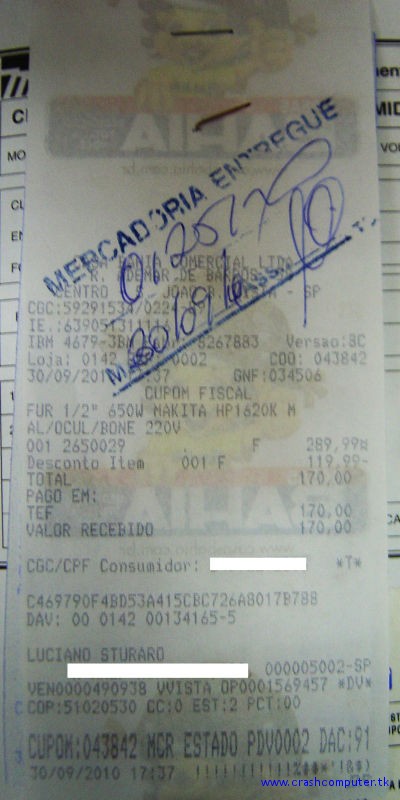 MERCADORIA ENTREGUE
COMERCIAL LTDA
R. ADEMAR DE BARROS
CENTRO - SP
CGC:59291534/02
IE.:639051311
IBM 4679-3B 8267883 Versao:8C
Loja: 0142 0002 COO: 043842
30/09/2010 :37 GNF:034506
CUPOM FISCAL
FUR 1/2" 650W MAKITA HP1620K M
AL/OCUL/BONE 220V
001 2650029 . F 289,99¤
Desconto Item 001 F 119,99-
TOTAL 170,00
PAGO EM:
TEF 170,00
VALOR RECEBIDO 170,00
CGC/CPF Consumidor: *T*
C469790F4BD53A415CBC726A8017B788
DAV: 00 0142 00134165-5
LUCIANO STURARO
000005002-SP
VEN0000490938 VVISTA OP0001569457 *DV*
COP:51020530 CC:0 EST:2 PCT:00
CUPOM:043842 MCR ESTADO PDV0002 DAC:91
30/09/2010 17:37
www.crashcomputer.tk